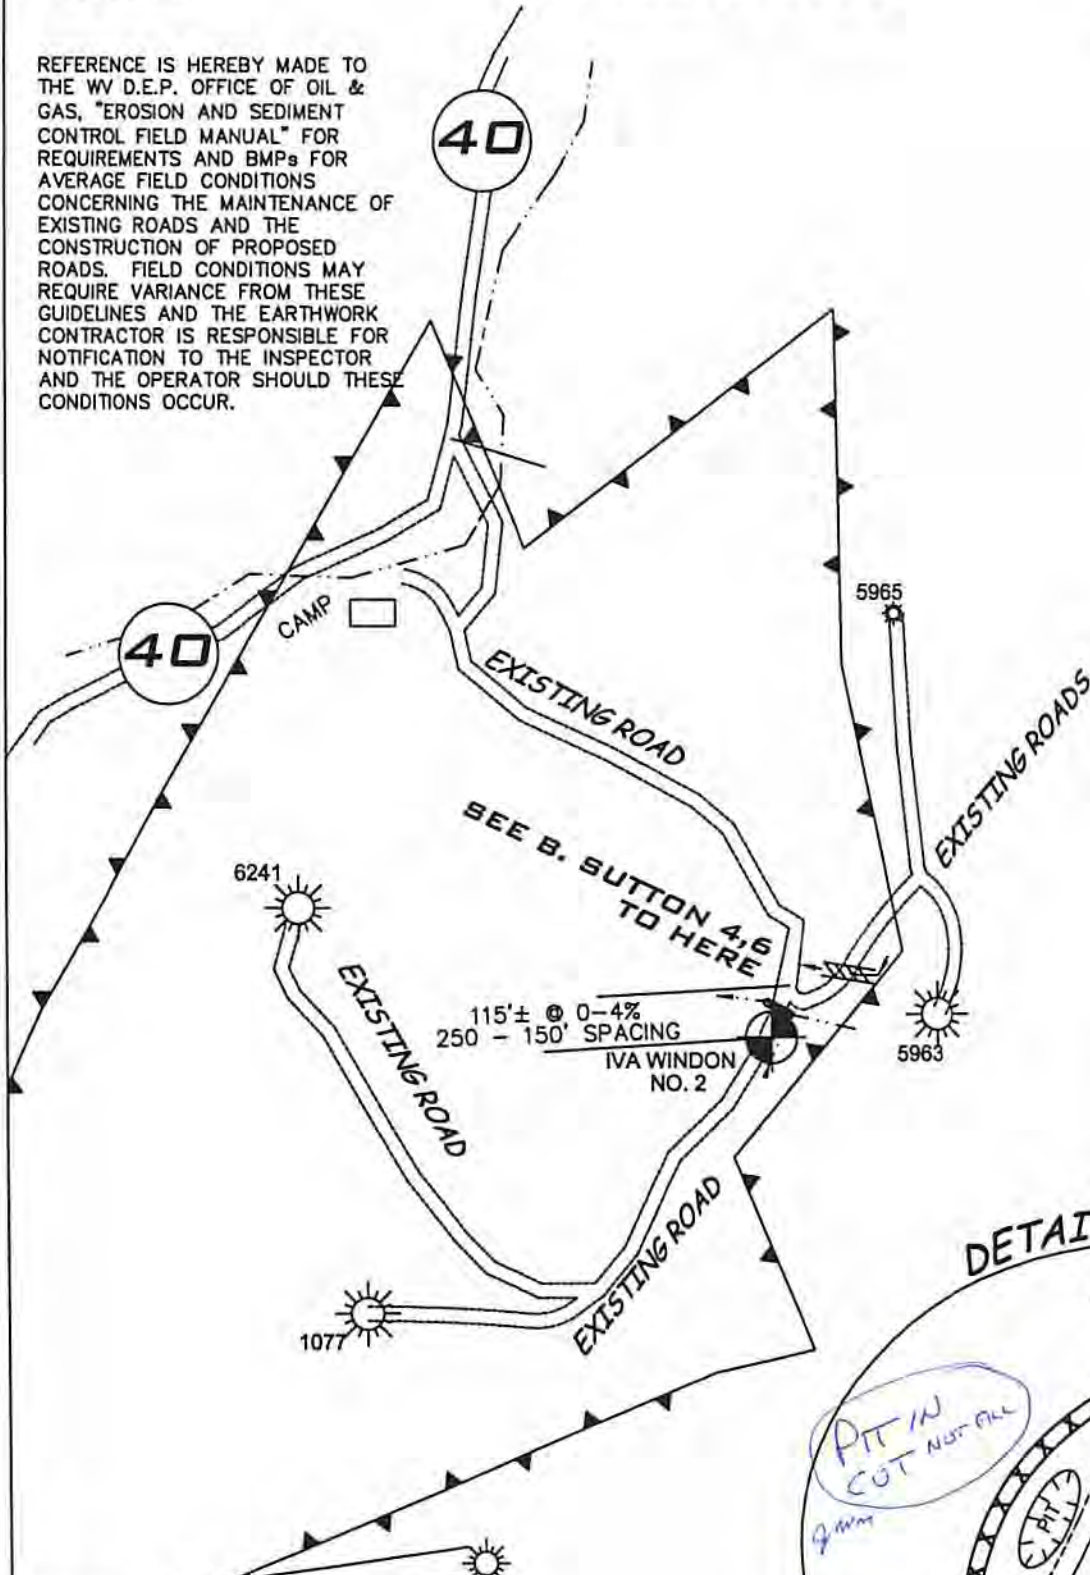 REFERENCE IS HEREBY MADE TO
THE WV D.E.P. OFFICE OF OIL &
GAS, "EROSION AND SEDIMENT
CONTROL FIELD MANUAL" FOR
REQUIREMENTS AND BMPs FOR
AVERAGE FIELD CONDITIONS
CONCERNING THE MAINTENANCE OF
EXISTING ROADS AND THE
CONSTRUCTION OF PROPOSED
ROADS. FIELD CONDITIONS MAY
REQUIRE VARIANCE FROM THESE
GUIDELINES AND THE EARTHWORK
CONTRACTOR IS RESPONSIBLE FOR
NOTIFICATION TO THE INSPECTOR
AND THE OPERATOR SHOULD THESE
CONDITIONS OCCUR.
40
40
CAMP
5965
EXISTING ROAD
EXISTING ROADS
SEE B. SUTTON 4,6
TO HERE
6241
EXISTING ROAD
115'± @ 0-4%
250 - 150' SPACING
IVA WINDON
NO. 2
5963
EXISTING ROAD
1077
DETAI
PIT IN
CUT NOT FILL
PIT